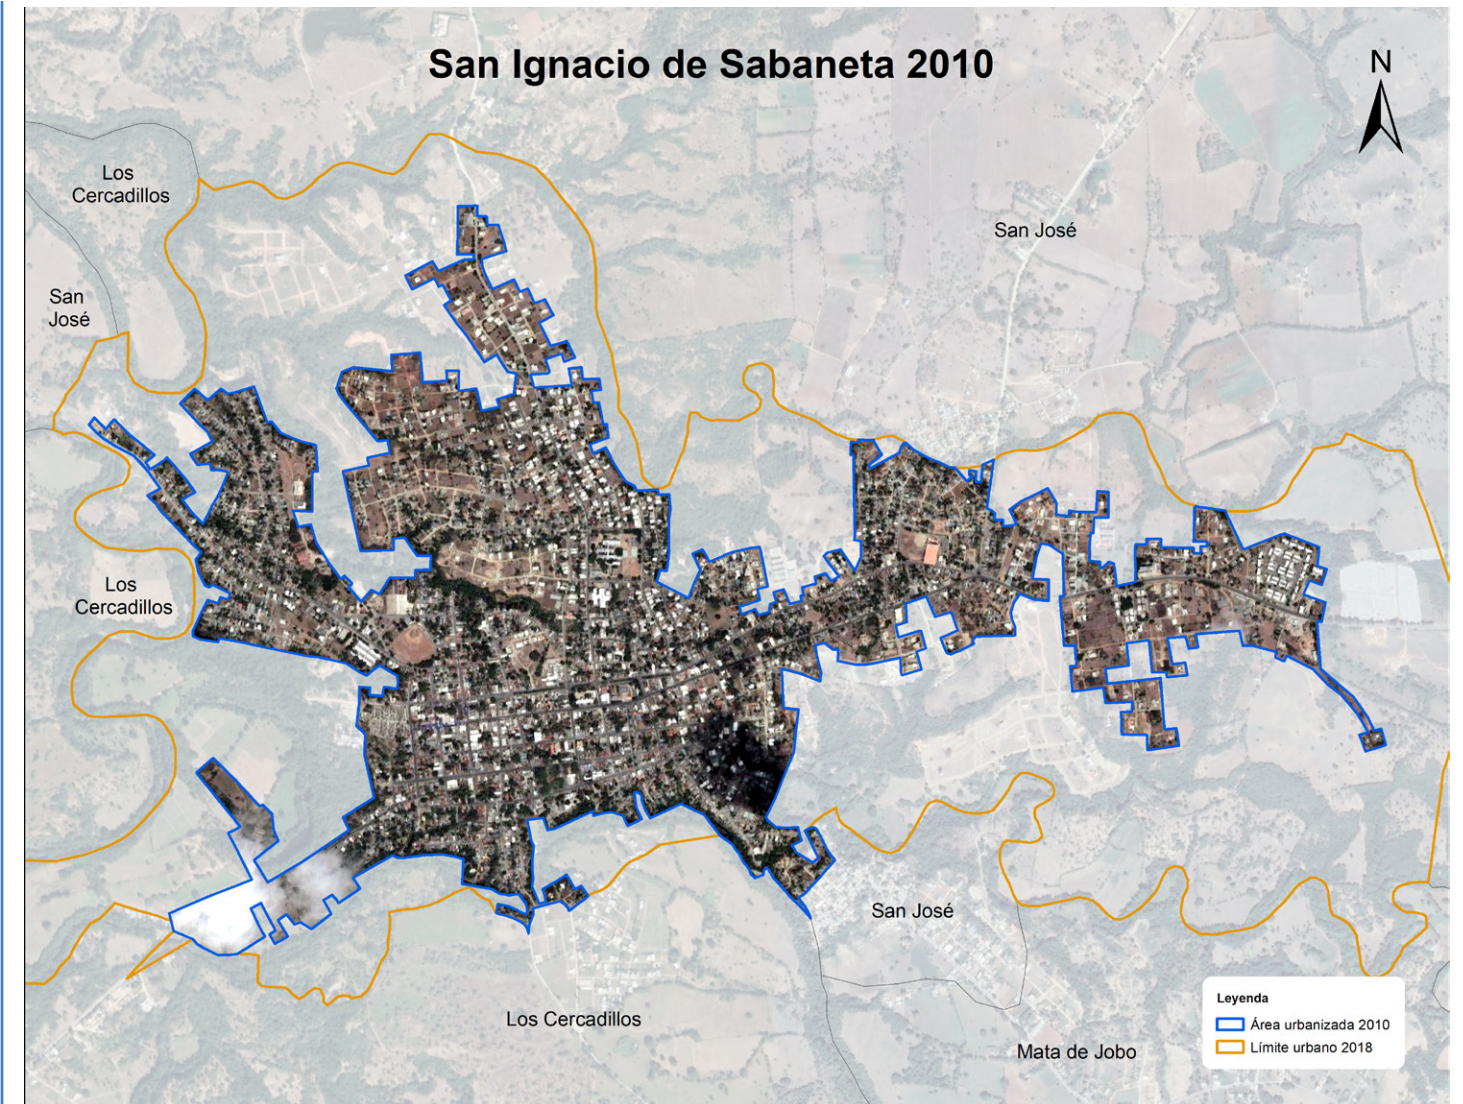 San Ignacio de Sabaneta 2010
N
Los
Cercadillos
San José
San
José
Los
Cercadillos
San José
Los Cercadillos
Mata de Jobo
Leyenda
Área urbanizada 2010
Límite urbano 2018